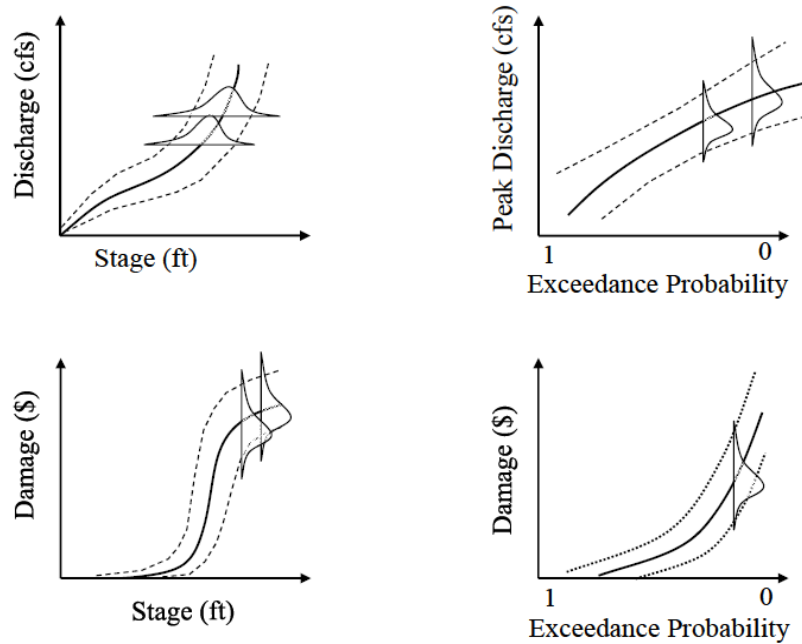 Discharge (cfs)
Stage (ft)
Peak Discharge (cfs)
1
0
Exceedance Probability
Damage ($)
Stage (ft)
Damage ($)
1
0
Exceedance Probability